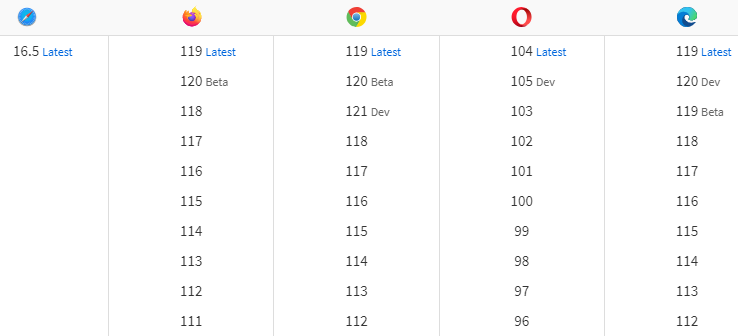 16.5 Latest 119 Latest 119 Latest 104 Latest 119 Latest
120 Beta 120 Beta 105 Dev 120 Dev
118 121 Dev 103 119 Beta
117 118 102 118
116 117 101 117
115 116 100 116
114 115 99 115
113 114 98 114
112 113 97 113
111 112 96 112